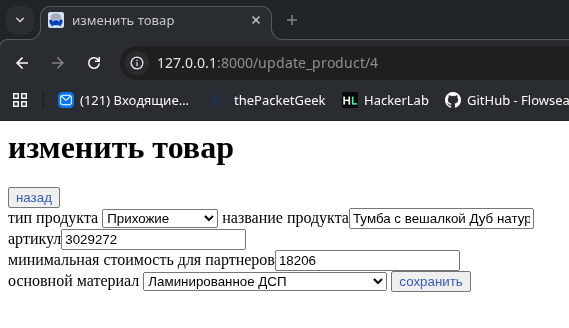 изменить товар
127.0.0.1:8000/update_product/4
(121) Входящие... thePacketGeek HackerLab GitHub - Flowsea
изменить товар
назад
тип продукта Прихожие название продукта Тумба с вешалкой Дуб натур
артикул 3029272
минимальная стоимость для партнеров 18206
основной материал Ламинированное ДСП сохранить